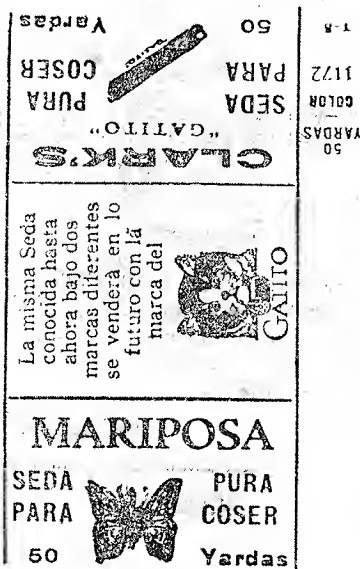 CLARK'S
"GATITO"
SEDA PURA
PARA COSER
50 Yardas
50
YARDAS
COLOR
1172
T-8
La misma Seda
conocida hasta
ahora bajo dos
marcas diferentes
se venderá en lo
futuro con la
marca del
GATITO
MARIPOSA
SEDA PURA
PARA COSER
50 Yardas